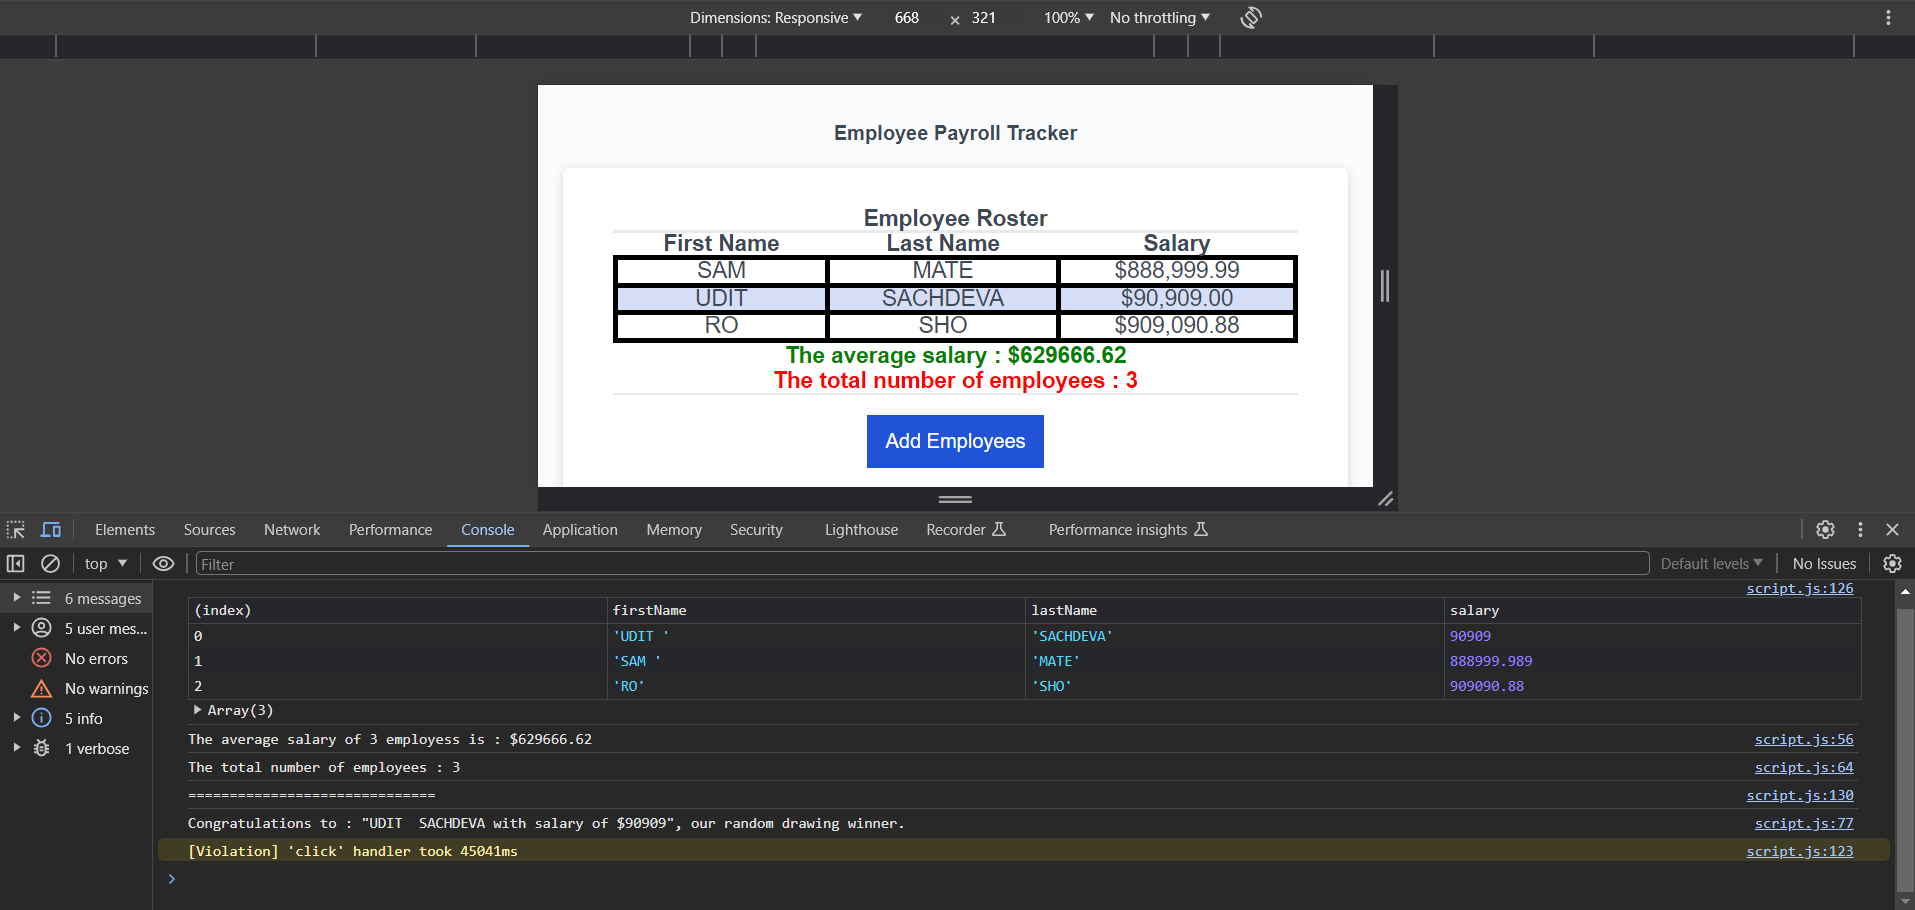 Dimensions: Responsive 668 × 321 100% No throttling
Employee Payroll Tracker
Employee Roster
First Name Last Name Salary
SAM MATE $888,999.99
UDIT SACHDEVA $90,909.00
RO SHO $909,090.88
The average salary : $629666.62
The total number of employees : 3
Add Employees
Elements Sources Network Performance Console Application Memory Security Lighthouse Recorder Performance insights
top Filter Default levels No Issues
6 messages
5 user mes...
No errors
No warnings
5 info
1 verbose
script.js:126
(index) firstName lastName salary
0 'UDIT ' 'SACHDEVA' 90909
1 'SAM ' 'MATE' 888999.989
2 'RO' 'SHO' 909090.88
Array(3)
The average salary of 3 employess is : $629666.62 script.js:56
The total number of employees : 3 script.js:64
============================== script.js:130
Congratulations to : "UDIT  SACHDEVA with salary of $90909", our random drawing winner. script.js:77
[Violation] 'click' handler took 45041ms script.js:123